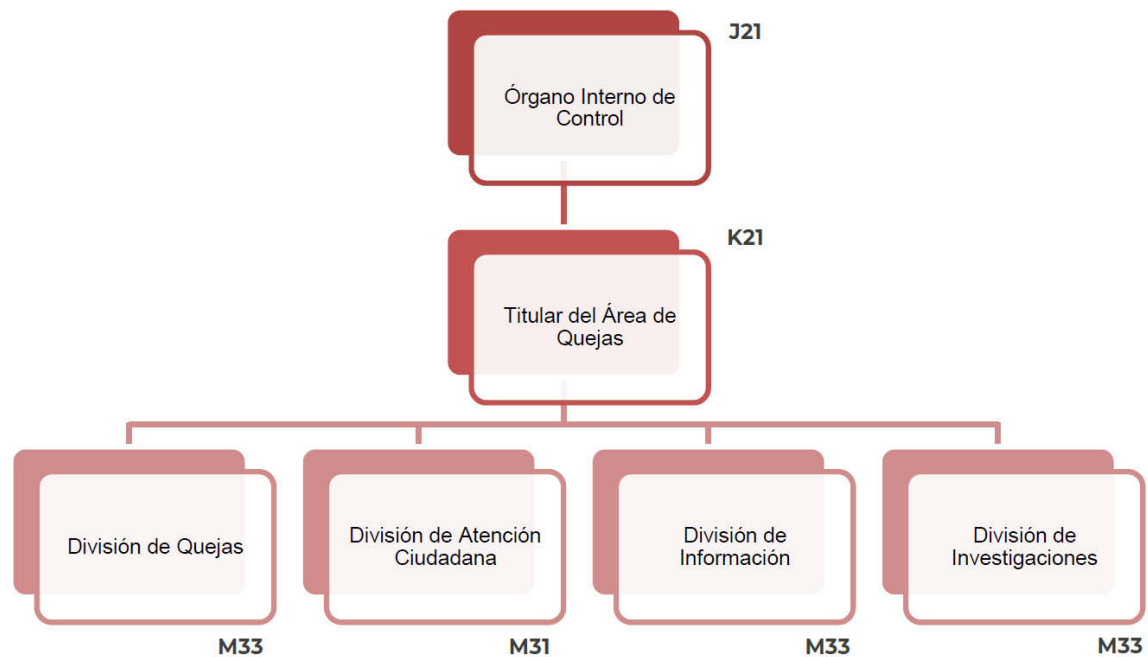 J21
Órgano Interno de
Control
K21
Titular del Área de
Quejas
División de Quejas
M33
División de Atención
Ciudadana
M31
División de
Información
M33
División de
Investigaciones
M33